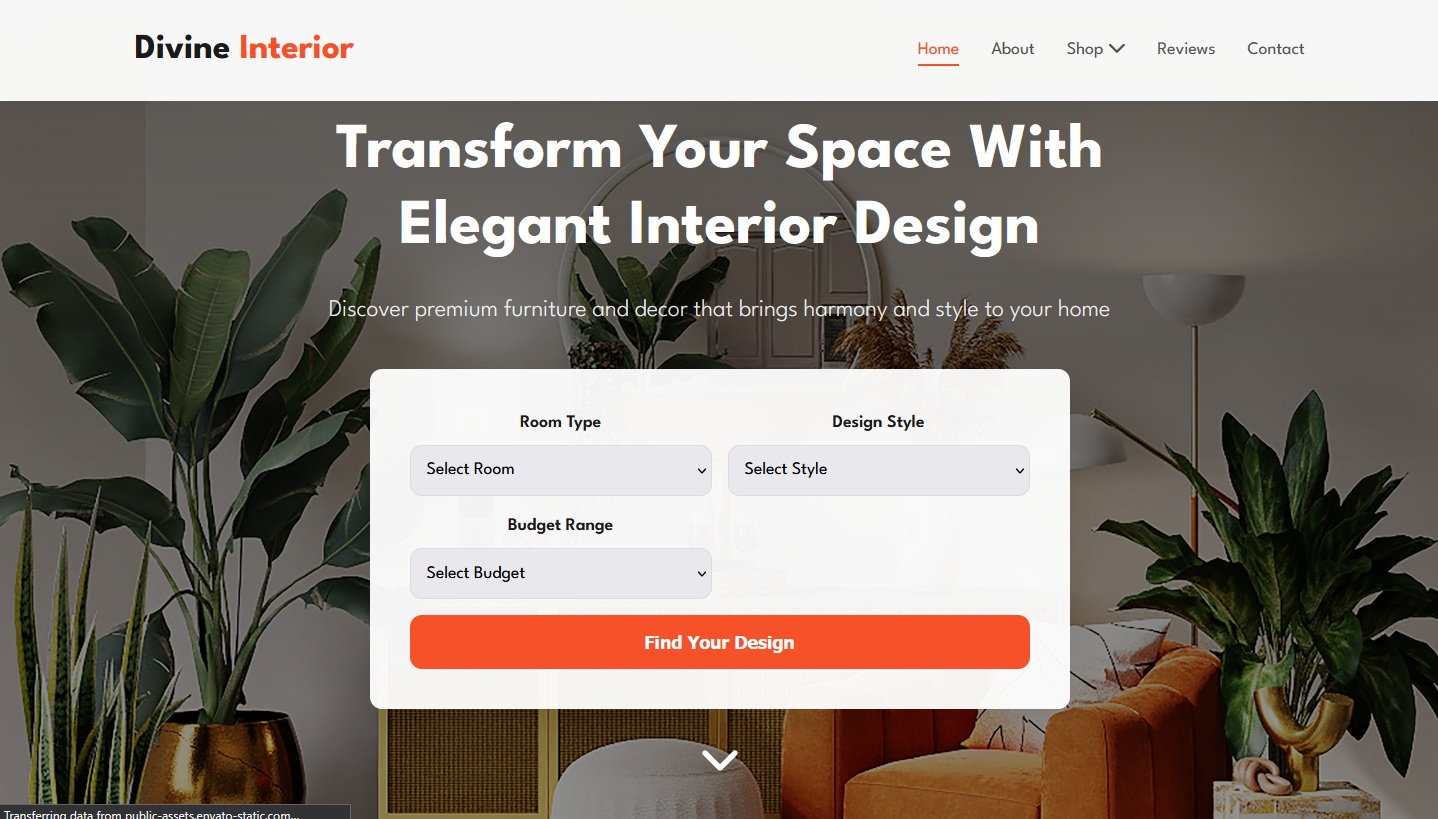 Divine Interior
Home About Shop Reviews Contact
Transform Your Space With
Elegant Interior Design
Discover premium furniture and decor that brings harmony and style to your home
Room Type
Design Style
Select Room
Select Style
Budget Range
Select Budget
Find Your Design
Transferring data from public-assets.envato-static.com...